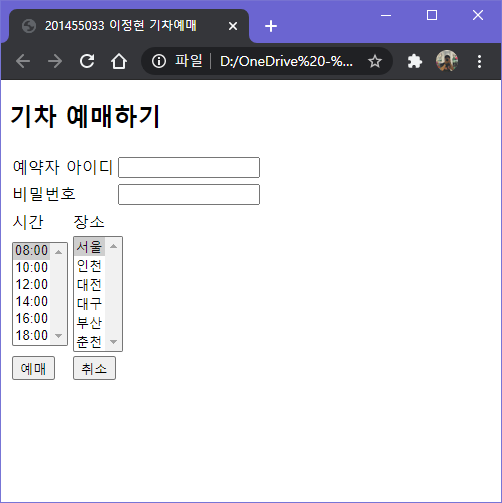 201455033 이정현 기차예매
파일 D:/OneDrive%20-%...
기차 예매하기
예약자 아이디
비밀번호
시간 장소
08:00 서울
10:00 인천
12:00 대전
14:00 대구
16:00 부산
18:00 춘천
예매 취소